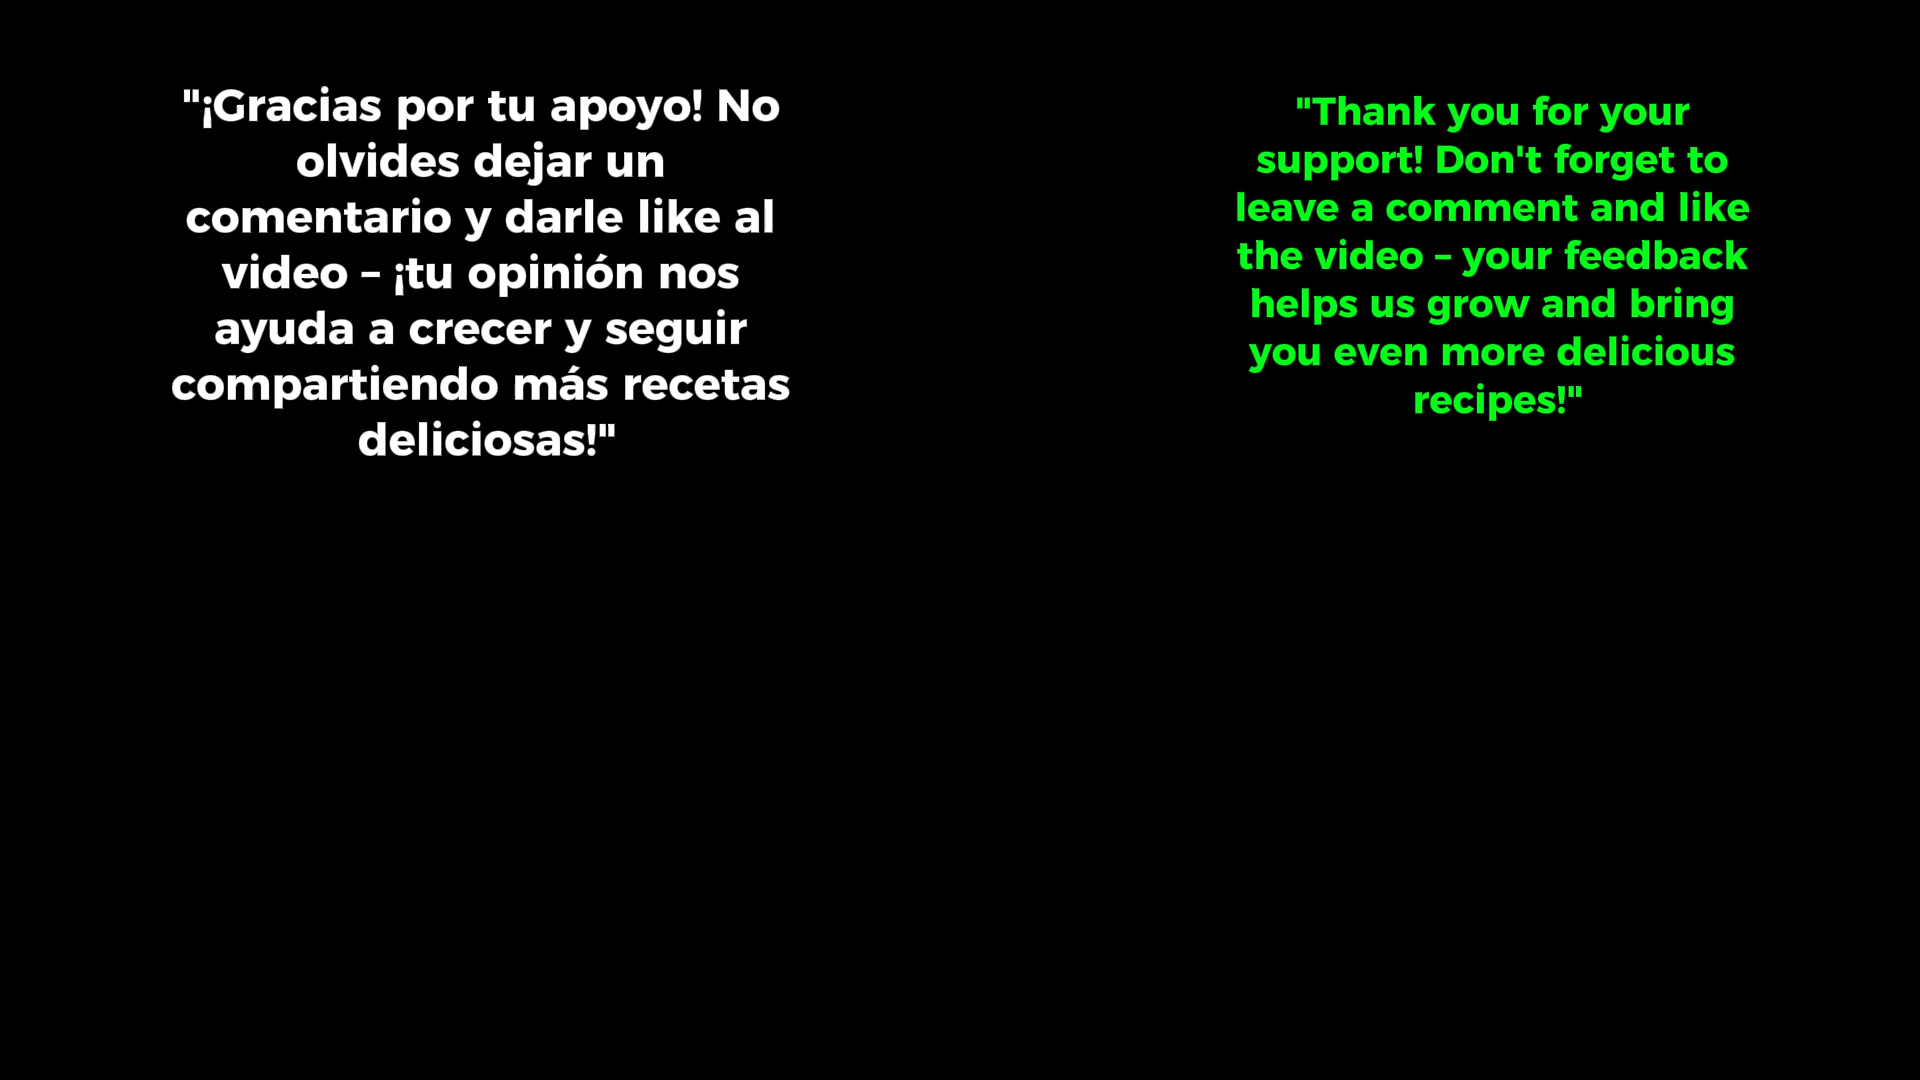 "¡Gracias por tu apoyo! No
olvides dejar un
comentario y darle like al
video – ¡tu opinión nos
ayuda a crecer y seguir
compartiendo más recetas
deliciosas!"
"Thank you for your
support! Don't forget to
leave a comment and like
the video – your feedback
helps us grow and bring
you even more delicious
recipes!"